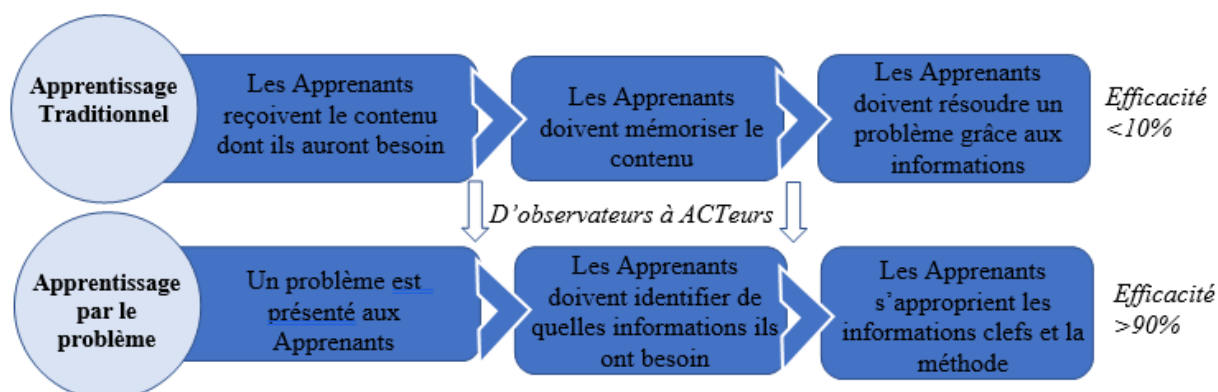 Apprentissage
Traditionnel
Les Apprenants
reçoivent le contenu
dont ils auront besoin
Les Apprenants
doivent mémoriser le
contenu
Les Apprenants
doivent résoudre un
problème grâce aux
informations
Efficacité
<10%
D’observateurs à ACTeurs
Apprentissage
par le
problème
Un problème est
présenté aux
Apprenants
Les Apprenants
doivent identifier de
quelles informations ils
ont besoin
Les Apprenants
s’approprient les
informations clefs et la
méthode
Efficacité
>90%